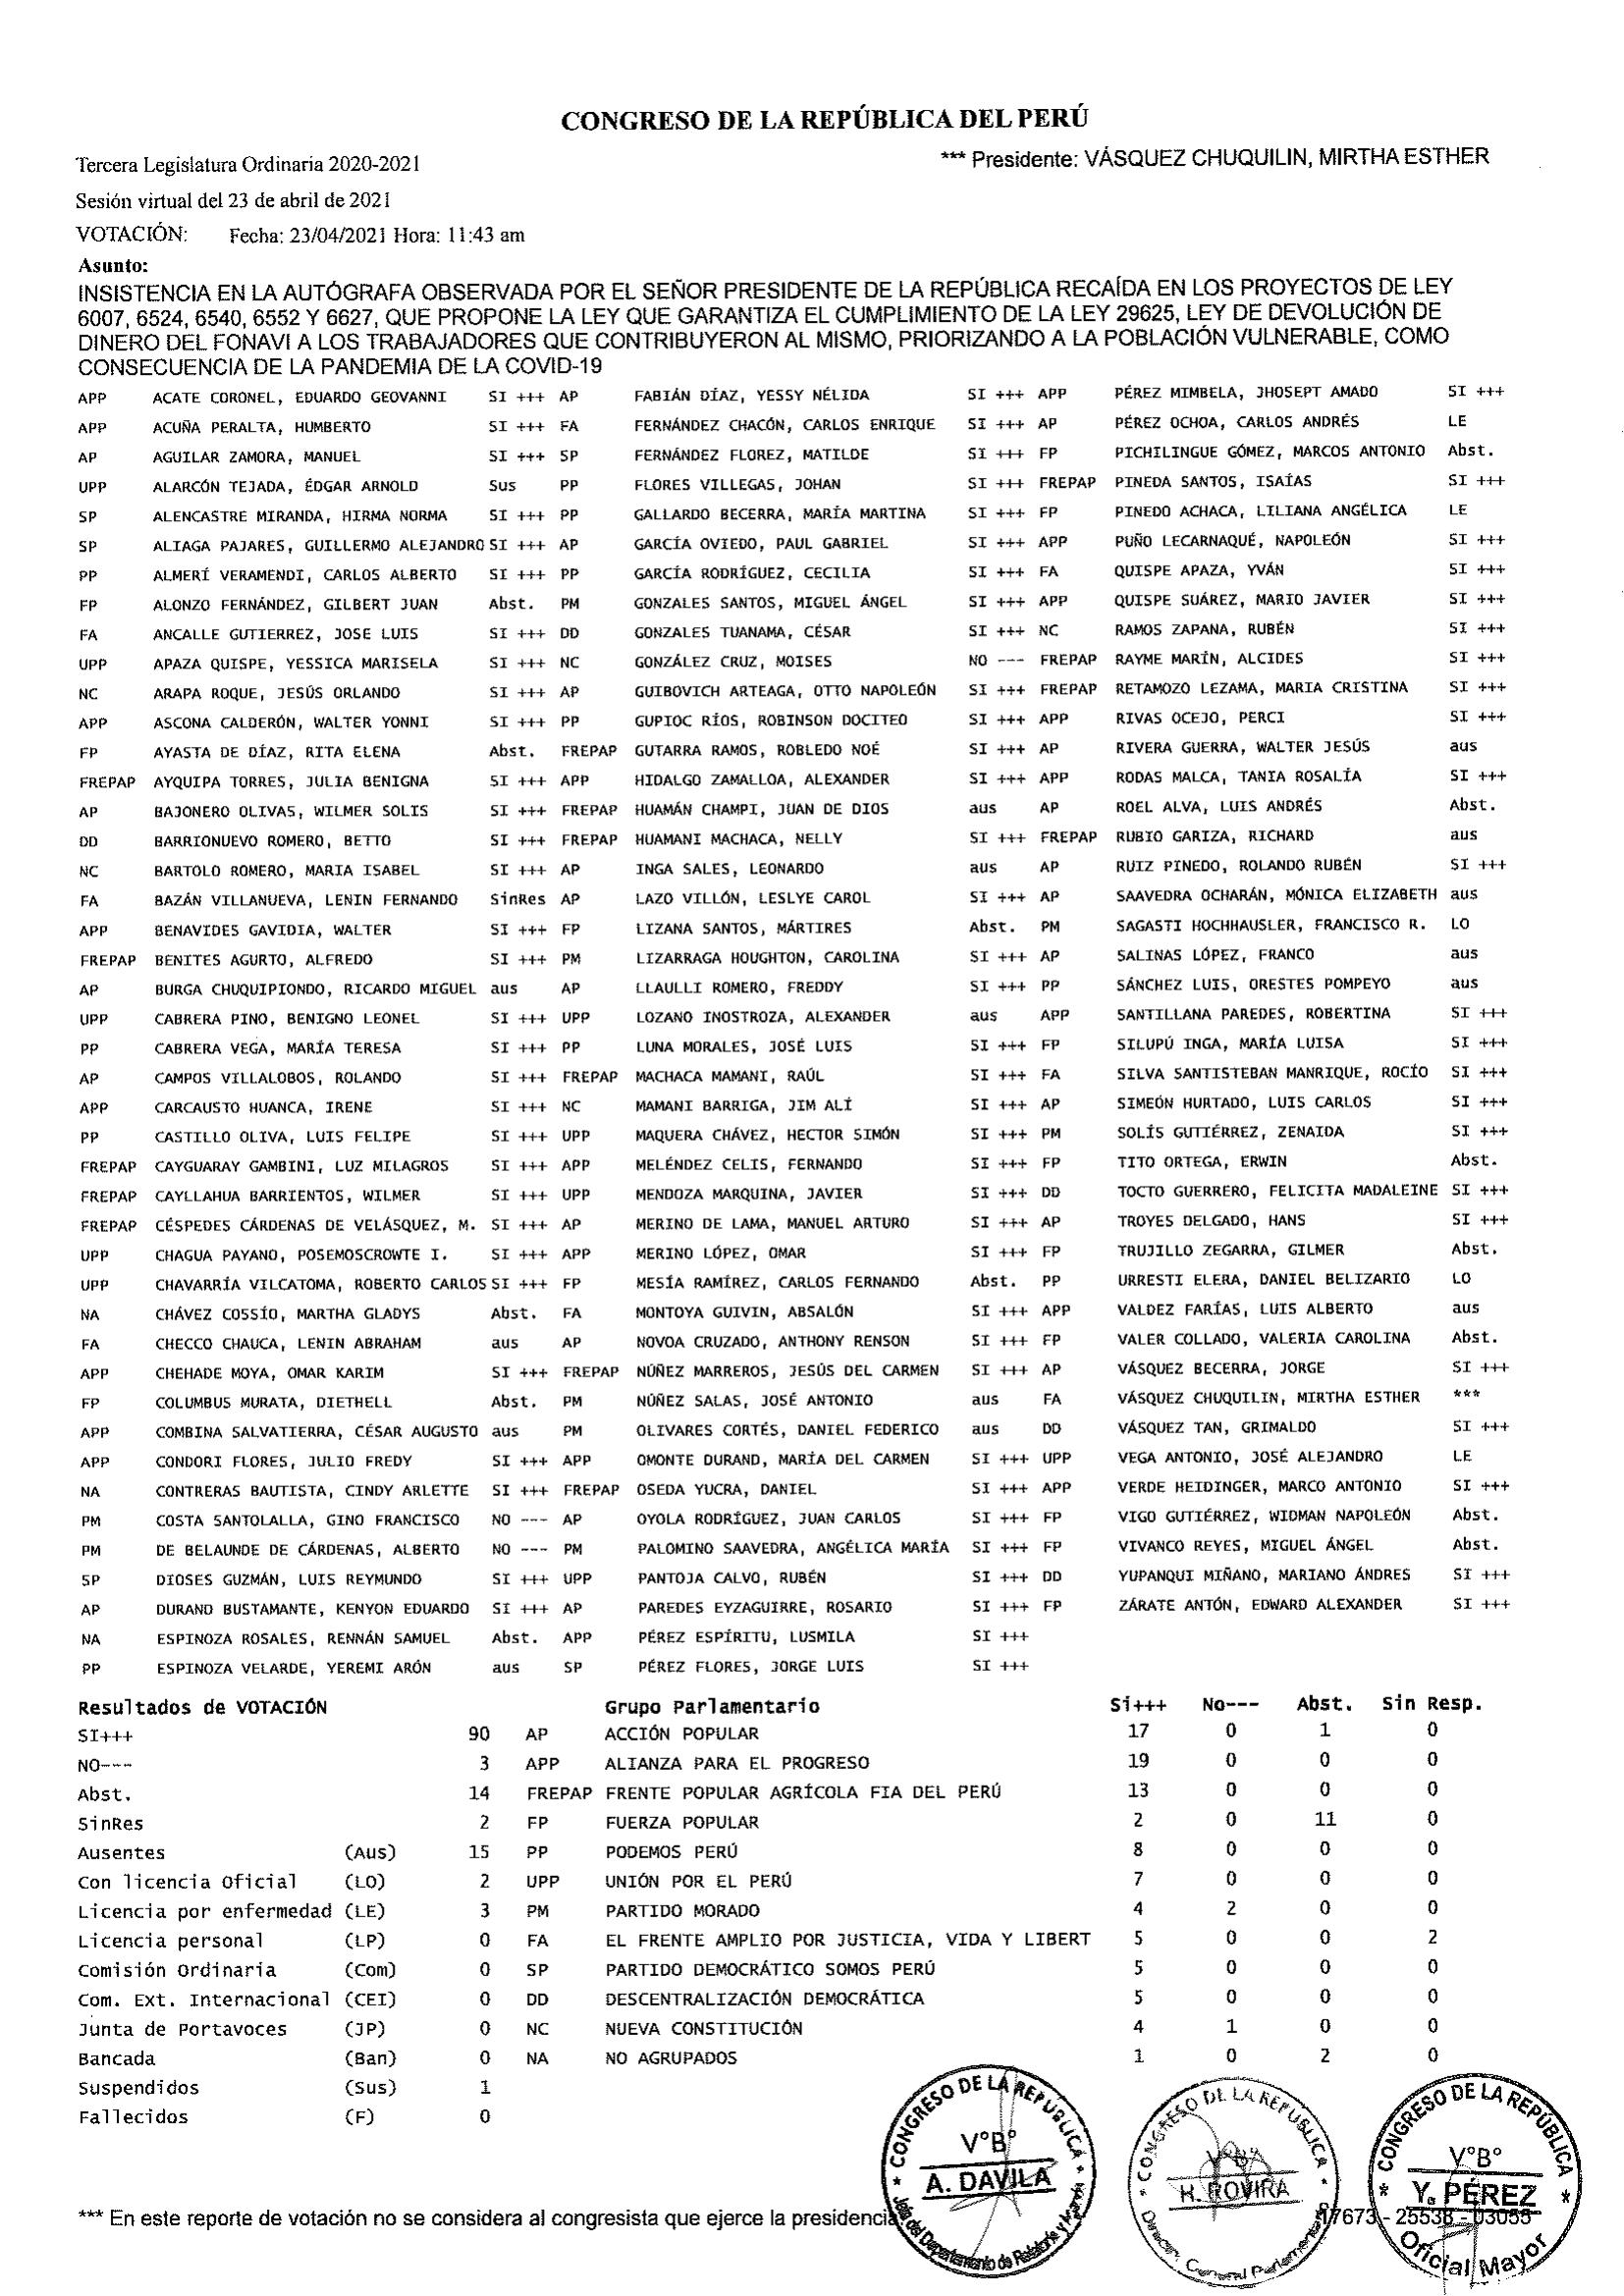 CONGRESO DE LA REPÚBLICA DEL PERÚ
Tercera Legislatura Ordinaria 2020-2021
*** Presidente: VÁSQUEZ CHUQUILIN, MIRTHA ESTHER
Sesión virtual del 23 de abril de 2021
VOTACIÓN: Fecha: 23/04/2021 Hora: 11:43 am
Asunto:
INSISTENCIA EN LA AUTÓGRAFA OBSERVADA POR EL SEÑOR PRESIDENTE DE LA REPÚBLICA RECAÍDA EN LOS PROYECTOS DE LEY
6007, 6524, 6540, 6552 Y 6627, QUE PROPONE LA LEY QUE GARANTIZA EL CUMPLIMIENTO DE LA LEY 29625, LEY DE DEVOLUCIÓN DE
DINERO DEL FONAVI A LOS TRABAJADORES QUE CONTRIBUYERON AL MISMO, PRIORIZANDO A LA POBLACIÓN VULNERABLE, COMO
CONSECUENCIA DE LA PANDEMIA DE LA COVID-19
APP ACATE CORONEL, EDUARDO GEOVANNI SI +++ AP FABIÁN DÍAZ, YESSY NÉLIDA SI +++ APP PÉREZ MIMBELA, JHOSEPT AMADO SI +++
APP ACUÑA PERALTA, HUMBERTO SI +++ FA FERNÁNDEZ CHACÓN, CARLOS ENRIQUE SI +++ AP PÉREZ OCHOA, CARLOS ANDRÉS LE
AP AGUILAR ZAMORA, MANUEL SI +++ SP FERNÁNDEZ FLOREZ, MATILDE SI +++ FP PICHILINGUE GÓMEZ, MARCOS ANTONIO Abst.
UPP ALARCÓN TEJADA, ÉDGAR ARNOLD Sus PP FLORES VILLEGAS, JOHAN SI +++ FREPAP PINEDA SANTOS, ISAÍAS SI +++
SP ALENCASTRE MIRANDA, HIRMA NORMA SI +++ PP GALLARDO BECERRA, MARÍA MARTINA SI +++ FP PINEDO ACHACA, LILIANA ANGÉLICA LE
SP ALIAGA PAJARES, GUILLERMO ALEJANDRO SI +++ AP GARCÍA OVIEDO, PAUL GABRIEL SI +++ APP PUÑO LECARNAQUÉ, NAPOLEÓN SI +++
PP ALMERÍ VERAMENDI, CARLOS ALBERTO SI +++ PP GARCÍA RODRÍGUEZ, CECILIA SI +++ FA QUISPE APAZA, YVÁN SI +++
FP ALONZO FERNÁNDEZ, GILBERT JUAN Abst. PM GONZALES SANTOS, MIGUEL ÁNGEL SI +++ APP QUISPE SUÁREZ, MARIO JAVIER SI +++
FA ANCALLE GUTIERREZ, JOSE LUIS SI +++ DD GONZALES TUANAMA, CÉSAR SI +++ NC RAMOS ZAPANA, RUBÉN SI +++
UPP APAZA QUISPE, YESSICA MARISELA SI +++ NC GONZÁLEZ CRUZ, MOISES NO --- FREPAP RAYME MARÍN, ALCIDES SI +++
NC ARAPA ROQUE, JESÚS ORLANDO SI +++ AP GUIBOVICH ARTEAGA, OTTO NAPOLEÓN SI +++ FREPAP RETAMOZO LEZAMA, MARIA CRISTINA SI +++
APP ASCONA CALDERÓN, WALTER YONNI SI +++ PP GUPIOC RÍOS, ROBINSON DOCITEO SI +++ APP RIVAS OCEJO, PERCI SI +++
FP AYASTA DE DÍAZ, RITA ELENA Abst. FREPAP GUTARRA RAMOS, ROBLEDO NOÉ SI +++ AP RIVERA GUERRA, WALTER JESÚS aus
FREPAP AYQUIPA TORRES, JULIA BENIGNA SI +++ APP HIDALGO ZAMALLOA, ALEXANDER SI +++ APP RODAS MALCA, TANIA ROSALÍA SI +++
AP BAJONERO OLIVAS, WILMER SOLIS SI +++ FREPAP HUAMÁN CHAMPI, JUAN DE DIOS aus AP ROEL ALVA, LUIS ANDRÉS Abst.
DD BARRIONUEVO ROMERO, BETTO SI +++ FREPAP HUAMANI MACHACA, NELLY SI +++ FREPAP RUBIO GARIZA, RICHARD aus
NC BARTOLO ROMERO, MARIA ISABEL SI +++ AP INGA SALES, LEONARDO aus AP RUIZ PINEDO, ROLANDO RUBÉN SI +++
FA BAZÁN VILLANUEVA, LENIN FERNANDO SinRes AP LAZO VILLÓN, LESLYE CAROL SI +++ AP SAAVEDRA OCHARÁN, MÓNICA ELIZABETH aus
APP BENAVIDES GAVIDIA, WALTER SI +++ FP LIZANA SANTOS, MÁRTIRES Abst. PM SAGASTI HOCHHAUSLER, FRANCISCO R. LO
FREPAP BENITES AGURTO, ALFREDO SI +++ PM LIZARRAGA HOUGHTON, CAROLINA SI +++ AP SALINAS LÓPEZ, FRANCO aus
AP BURGA CHUQUIPIONDO, RICARDO MIGUEL aus AP LLAULLI ROMERO, FREDDY SI +++ PP SÁNCHEZ LUIS, ORESTES POMPEYO aus
UPP CABRERA PINO, BENIGNO LEONEL SI +++ UPP LOZANO INOSTROZA, ALEXANDER aus APP SANTILLANA PAREDES, ROBERTINA SI +++
PP CABRERA VEGA, MARÍA TERESA SI +++ PP LUNA MORALES, JOSÉ LUIS SI +++ FP SILUPÚ INGA, MARÍA LUISA SI +++
AP CAMPOS VILLALOBOS, ROLANDO SI +++ FREPAP MACHACA MAMANI, RAÚL SI +++ FA SILVA SANTISTEBAN MANRIQUE, ROCÍO SI +++
APP CARCAUSTO HUANCA, IRENE SI +++ NC MAMANI BARRIGA, JIM ALÍ SI +++ AP SIMEÓN HURTADO, LUIS CARLOS SI +++
PP CASTILLO OLIVA, LUIS FELIPE SI +++ UPP MAQUERA CHÁVEZ, HECTOR SIMÓN SI +++ PM SOLÍS GUTIÉRREZ, ZENAIDA SI +++
FREPAP CAYGUARAY GAMBINI, LUZ MILAGROS SI +++ APP MELÉNDEZ CELIS, FERNANDO SI +++ FP TITO ORTEGA, ERWIN Abst.
FREPAP CAYLLAHUA BARRIENTOS, WILMER SI +++ UPP MENDOZA MARQUINA, JAVIER SI +++ DD TOCTO GUERRERO, FELICITA MADALEINE SI +++
FREPAP CÉSPEDES CÁRDENAS DE VELÁSQUEZ, M. SI +++ AP MERINO DE LAMA, MANUEL ARTURO SI +++ AP TROYES DELGADO, HANS SI +++
UPP CHAGUA PAYANO, POSEMOSCROWTE I. SI +++ APP MERINO LÓPEZ, OMAR SI +++ FP TRUJILLO ZEGARRA, GILMER Abst.
UPP CHAVARRÍA VILCATOMA, ROBERTO CARLOS SI +++ FP MESÍA RAMÍREZ, CARLOS FERNANDO Abst. PP URRESTI ELERA, DANIEL BELIZARIO LO
NA CHÁVEZ COSSÍO, MARTHA GLADYS Abst. FA MONTOYA GUIVIN, ABSALÓN SI +++ APP VALDEZ FARÍAS, LUIS ALBERTO aus
FA CHECCO CHAUCA, LENIN ABRAHAM aus AP NOVOA CRUZADO, ANTHONY RENSON SI +++ FP VALER COLLADO, VALERIA CAROLINA Abst.
APP CHEHADE MOYA, OMAR KARIM SI +++ FREPAP NÚÑEZ MARREROS, JESÚS DEL CARMEN SI +++ AP VÁSQUEZ BECERRA, JORGE SI +++
FP COLUMBUS MURATA, DIETHELL Abst. PM NÚÑEZ SALAS, JOSÉ ANTONIO aus FA VÁSQUEZ CHUQUILIN, MIRTHA ESTHER ***
APP COMBINA SALVATIERRA, CÉSAR AUGUSTO aus PM OLIVARES CORTÉS, DANIEL FEDERICO aus DD VÁSQUEZ TAN, GRIMALDO SI +++
APP CONDORI FLORES, JULIO FREDY SI +++ APP OMONTE DURAND, MARÍA DEL CARMEN SI +++ UPP VEGA ANTONIO, JOSÉ ALEJANDRO LE
NA CONTRERAS BAUTISTA, CINDY ARLETTE SI +++ FREPAP OSEDA YUCRA, DANIEL SI +++ APP VERDE HEIDINGER, MARCO ANTONIO SI +++
PM COSTA SANTOLALLA, GINO FRANCISCO NO --- AP OYOLA RODRÍGUEZ, JUAN CARLOS SI +++ FP VIGO GUTIÉRREZ, WIDMAN NAPOLEÓN Abst.
PM DE BELAUNDE DE CÁRDENAS, ALBERTO NO --- PM PALOMINO SAAVEDRA, ANGÉLICA MARÍA SI +++ FP VIVANCO REYES, MIGUEL ÁNGEL Abst.
SP DIOSES GUZMÁN, LUIS REYMUNDO SI +++ UPP PANTOJA CALVO, RUBÉN SI +++ DD YUPANQUI MIÑANO, MARIANO ÁNDRES SI +++
AP DURAND BUSTAMANTE, KENYON EDUARDO SI +++ AP PAREDES EYZAGUIRRE, ROSARIO SI +++ FP ZÁRATE ANTÓN, EDWARD ALEXANDER SI +++
NA ESPINOZA ROSALES, RENNÁN SAMUEL Abst. APP PÉREZ ESPÍRITU, LUSMILA SI +++
PP ESPINOZA VELARDE, YEREMI ARÓN aus SP PÉREZ FLORES, JORGE LUIS SI +++
Resultados de VOTACIÓN Grupo Parlamentario Si+++ No--- Abst. Sin Resp.
SI+++ 90 AP ACCIÓN POPULAR 17 0 1 0
NO--- 3 APP ALIANZA PARA EL PROGRESO 19 0 0 0
Abst. 14 FREPAP FRENTE POPULAR AGRÍCOLA FIA DEL PERÚ 13 0 0 0
SinRes 2 FP FUERZA POPULAR 2 0 11 0
Ausentes (Aus) 15 PP PODEMOS PERÚ 8 0 0 0
Con licencia Oficial (LO) 2 UPP UNIÓN POR EL PERÚ 7 0 0 0
Licencia por enfermedad (LE) 3 PM PARTIDO MORADO 4 2 0 0
Licencia personal (LP) 0 FA EL FRENTE AMPLIO POR JUSTICIA, VIDA Y LIBERT 5 0 0 2
Comisión Ordinaria (Com) 0 SP PARTIDO DEMOCRÁTICO SOMOS PERÚ 5 0 0 0
Com. Ext. Internacional (CEI) 0 DD DESCENTRALIZACIÓN DEMOCRÁTICA 5 0 0 0
Junta de Portavoces (JP) 0 NC NUEVA CONSTITUCIÓN 4 1 0 0
Bancada (Ban) 0 NA NO AGRUPADOS 1 0 2 0
Suspendidos (Sus) 1
Fallecidos (F) 0
CONGRESO DE LA REPÚBLICA
V°B°
A. DAVILA
Jefa del Departamento de Relatoría y
CONGRESO DE LA REPÚBLICA
V°B°
H. ROVIRA
General Parlamentario
CONGRESO DE LA REPÚBLICA
V°B°
Y. PÉREZ
Oficial Mayor
*** En este reporte de votación no se considera al congresista que ejerce la presidencia
17673 - 25538 - 03055